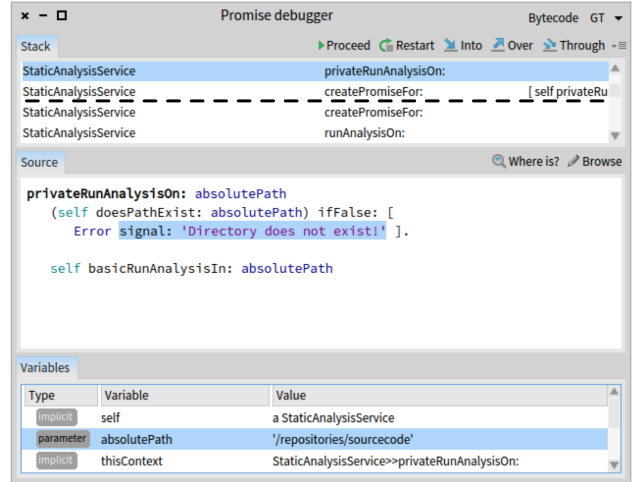 Promise debugger
Bytecode GT
Stack
Proceed Restart Into Over Through
StaticAnalysisService privateRunAnalysisOn:
StaticAnalysisService createPromiseFor: [ self privateRu
StaticAnalysisService createPromiseFor:
StaticAnalysisService runAnalysisOn:
Source
Where is? Browse
privateRunAnalysisOn: absolutePath
(self doesPathExist: absolutePath) ifFalse: [
Error signal: 'Directory does not exist!' ].
self basicRunAnalysisIn: absolutePath
Variables
Type Variable Value
implicit self a StaticAnalysisService
parameter absolutePath '/repositories/sourcecode'
implicit thisContext StaticAnalysisService>>privateRunAnalysisOn: